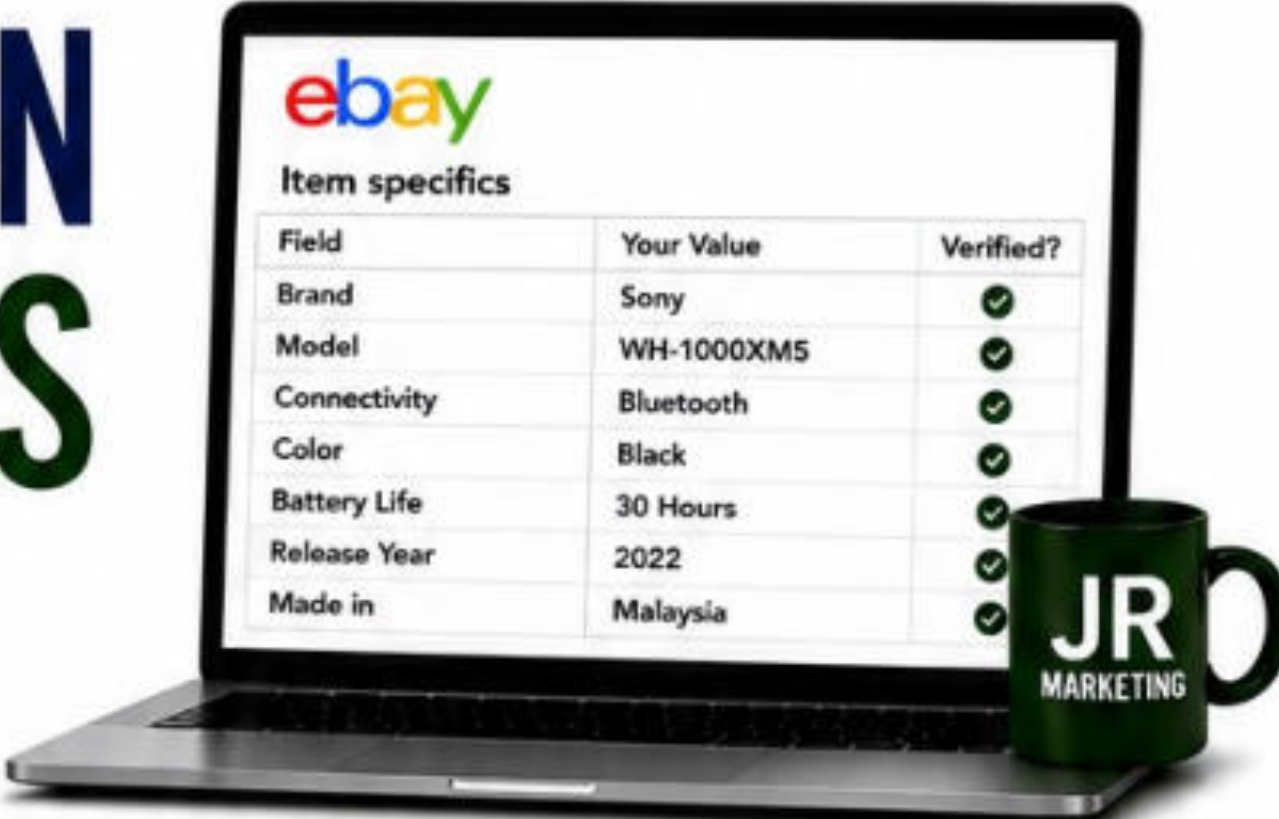 N
S
ebay
Item specifics
Field Your Value Verified?
Brand Sony
Model WH-1000XM5
Connectivity Bluetooth
Color Black
Battery Life 30 Hours
Release Year 2022
Made in Malaysia
JR
MARKETING